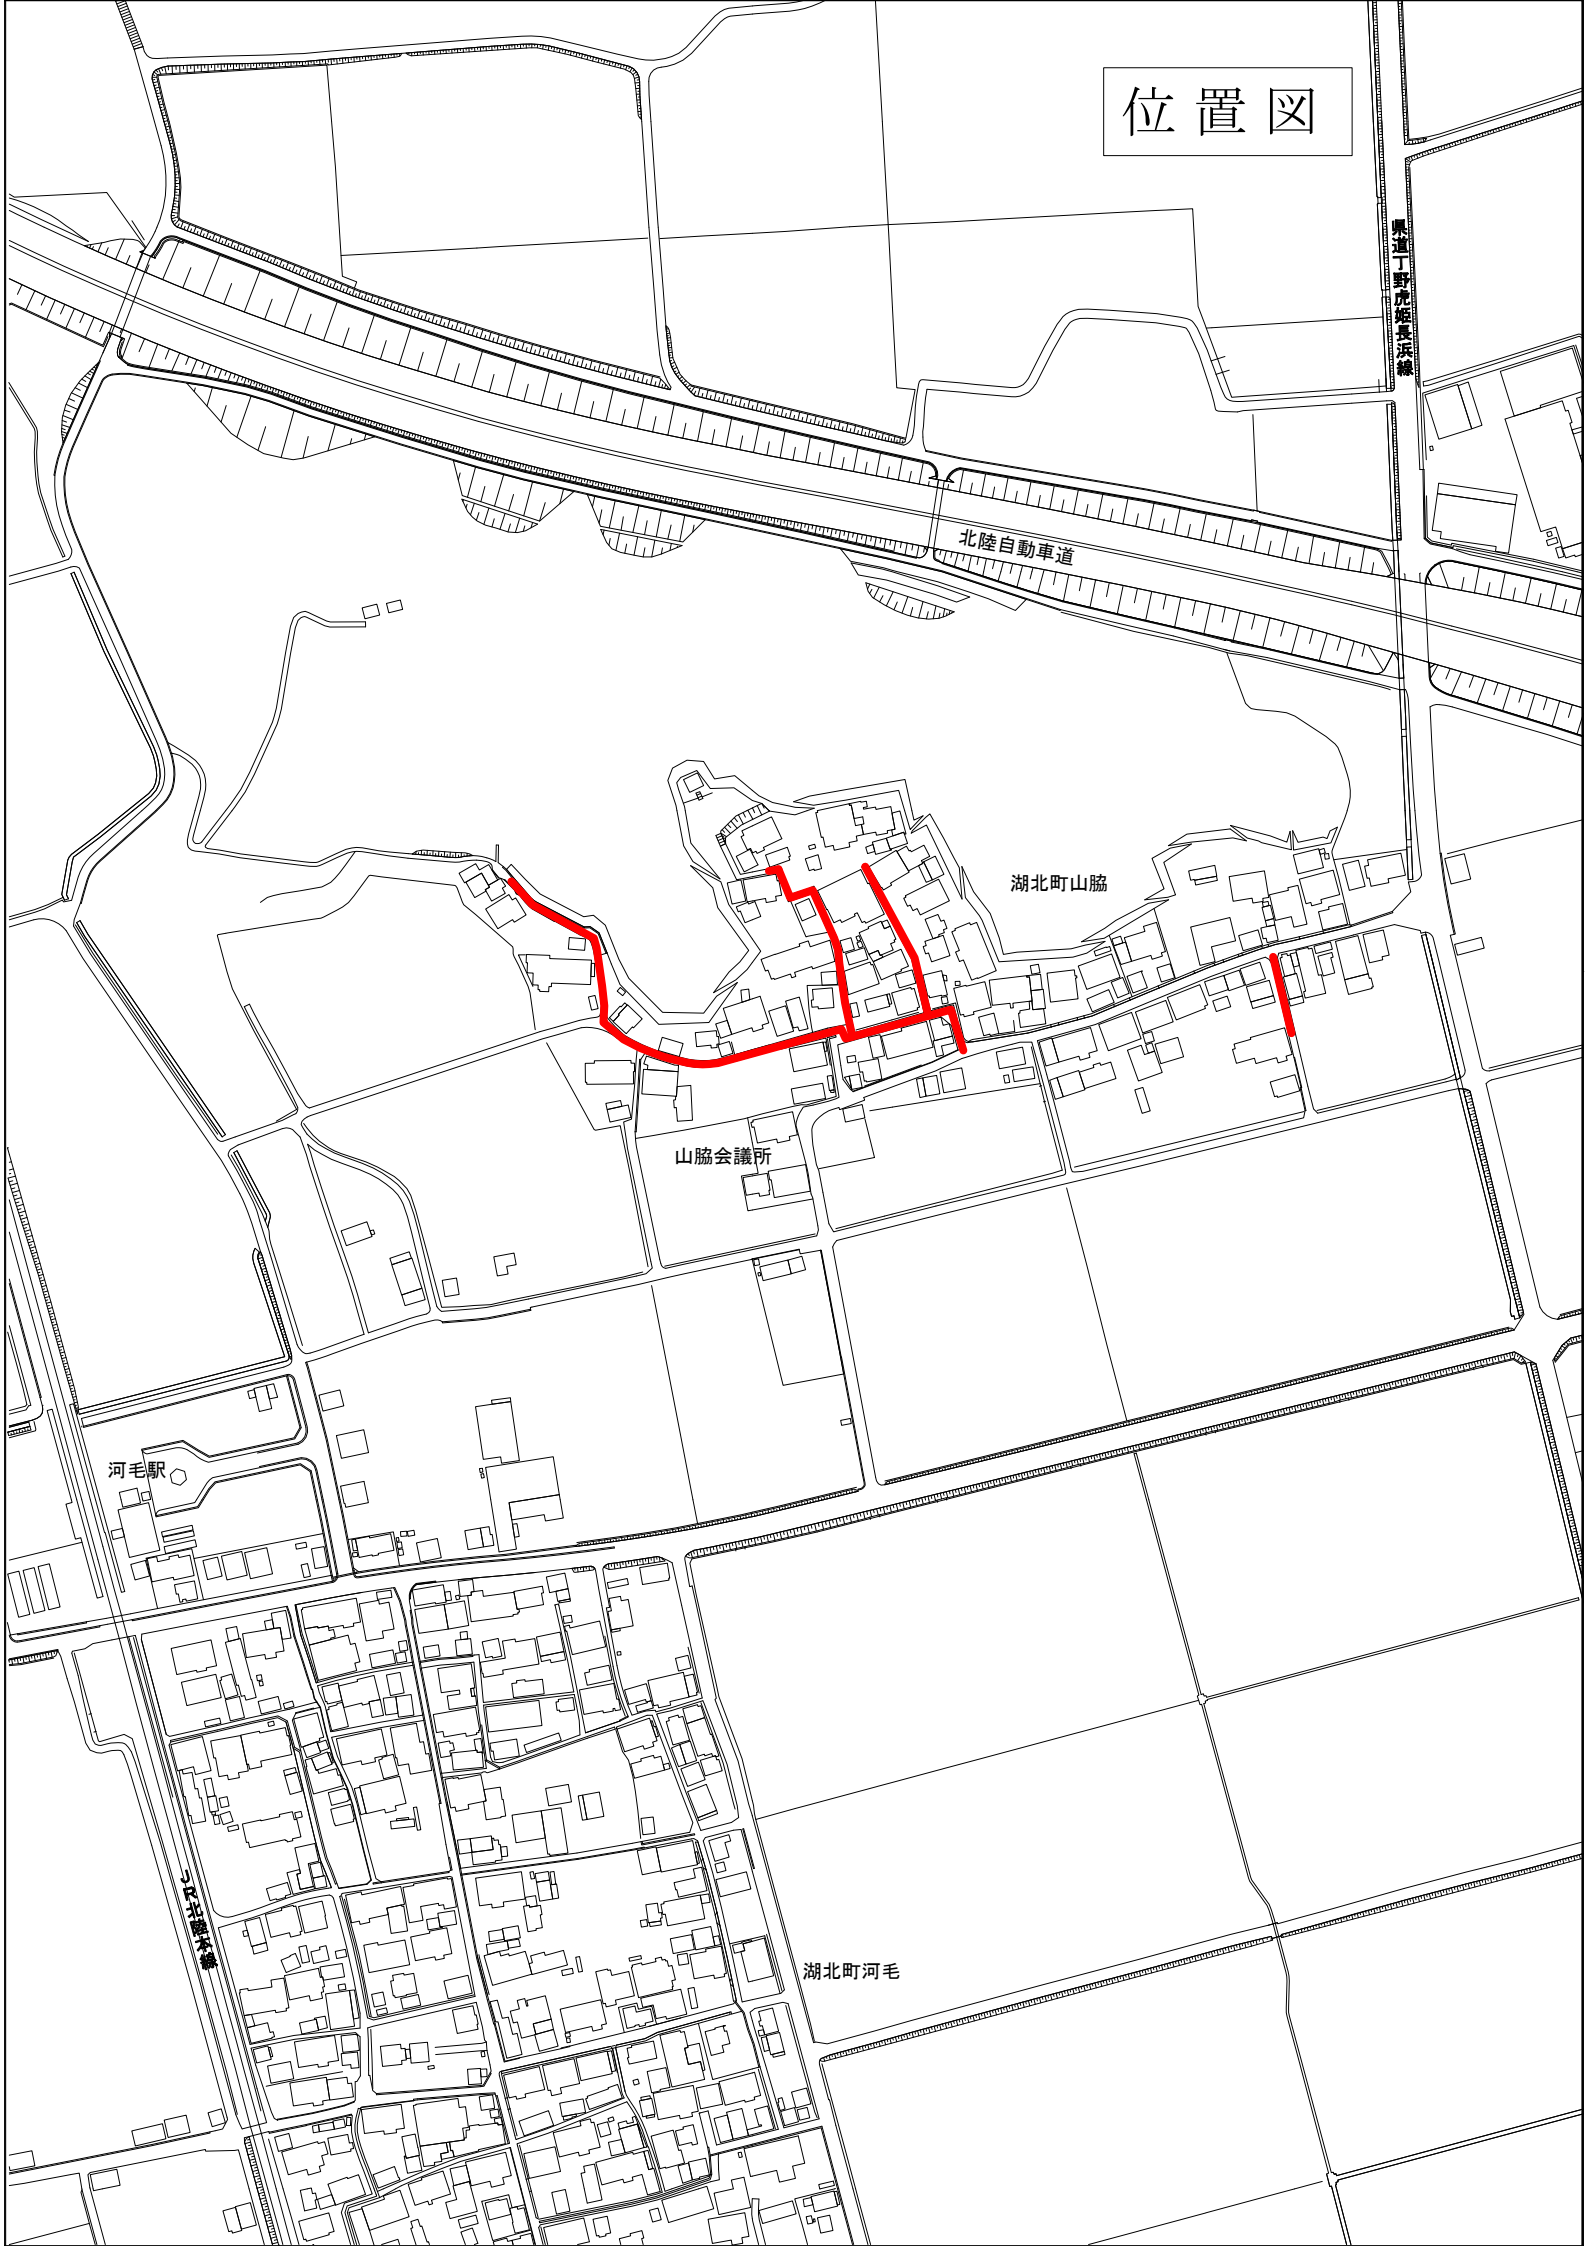 位置図
県道丁野虎姫長浜線
北陸自動車道
湖北町山脇
山脇会議所
河毛駅
JR北陸本線
湖北町河毛